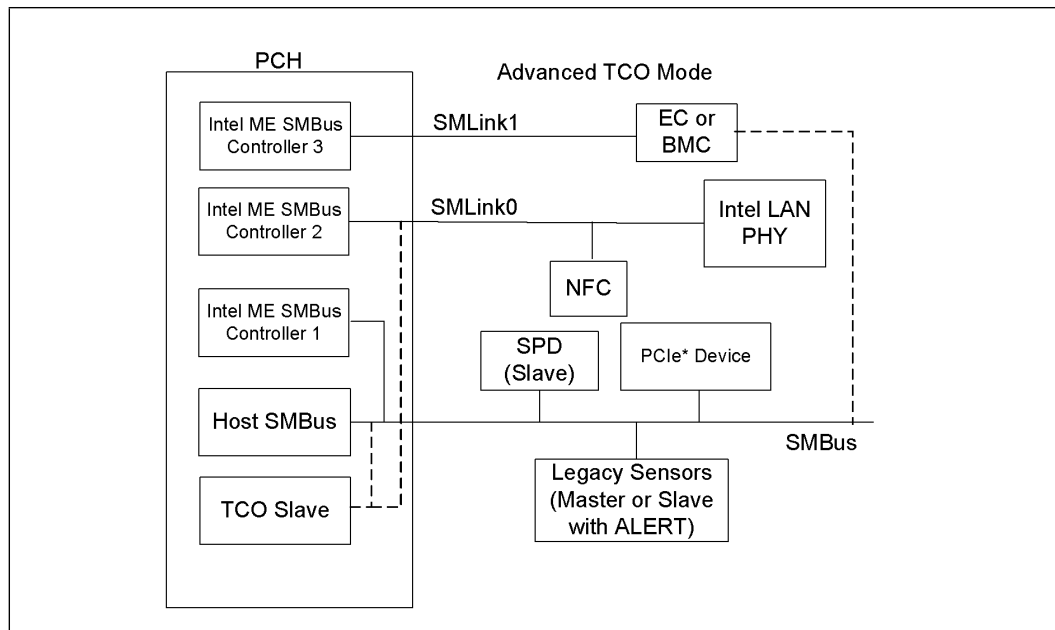 PCH
Advanced TCO Mode
Intel ME SMBus
Controller 3
SMLink1
EC or
BMC
Intel ME SMBus
Controller 2
SMLink0
Intel LAN
PHY
NFC
Intel ME SMBus
Controller 1
SPD
(Slave)
PCIe* Device
Host SMBus
SMBus
TCO Slave
Legacy Sensors
(Master or Slave
with ALERT)